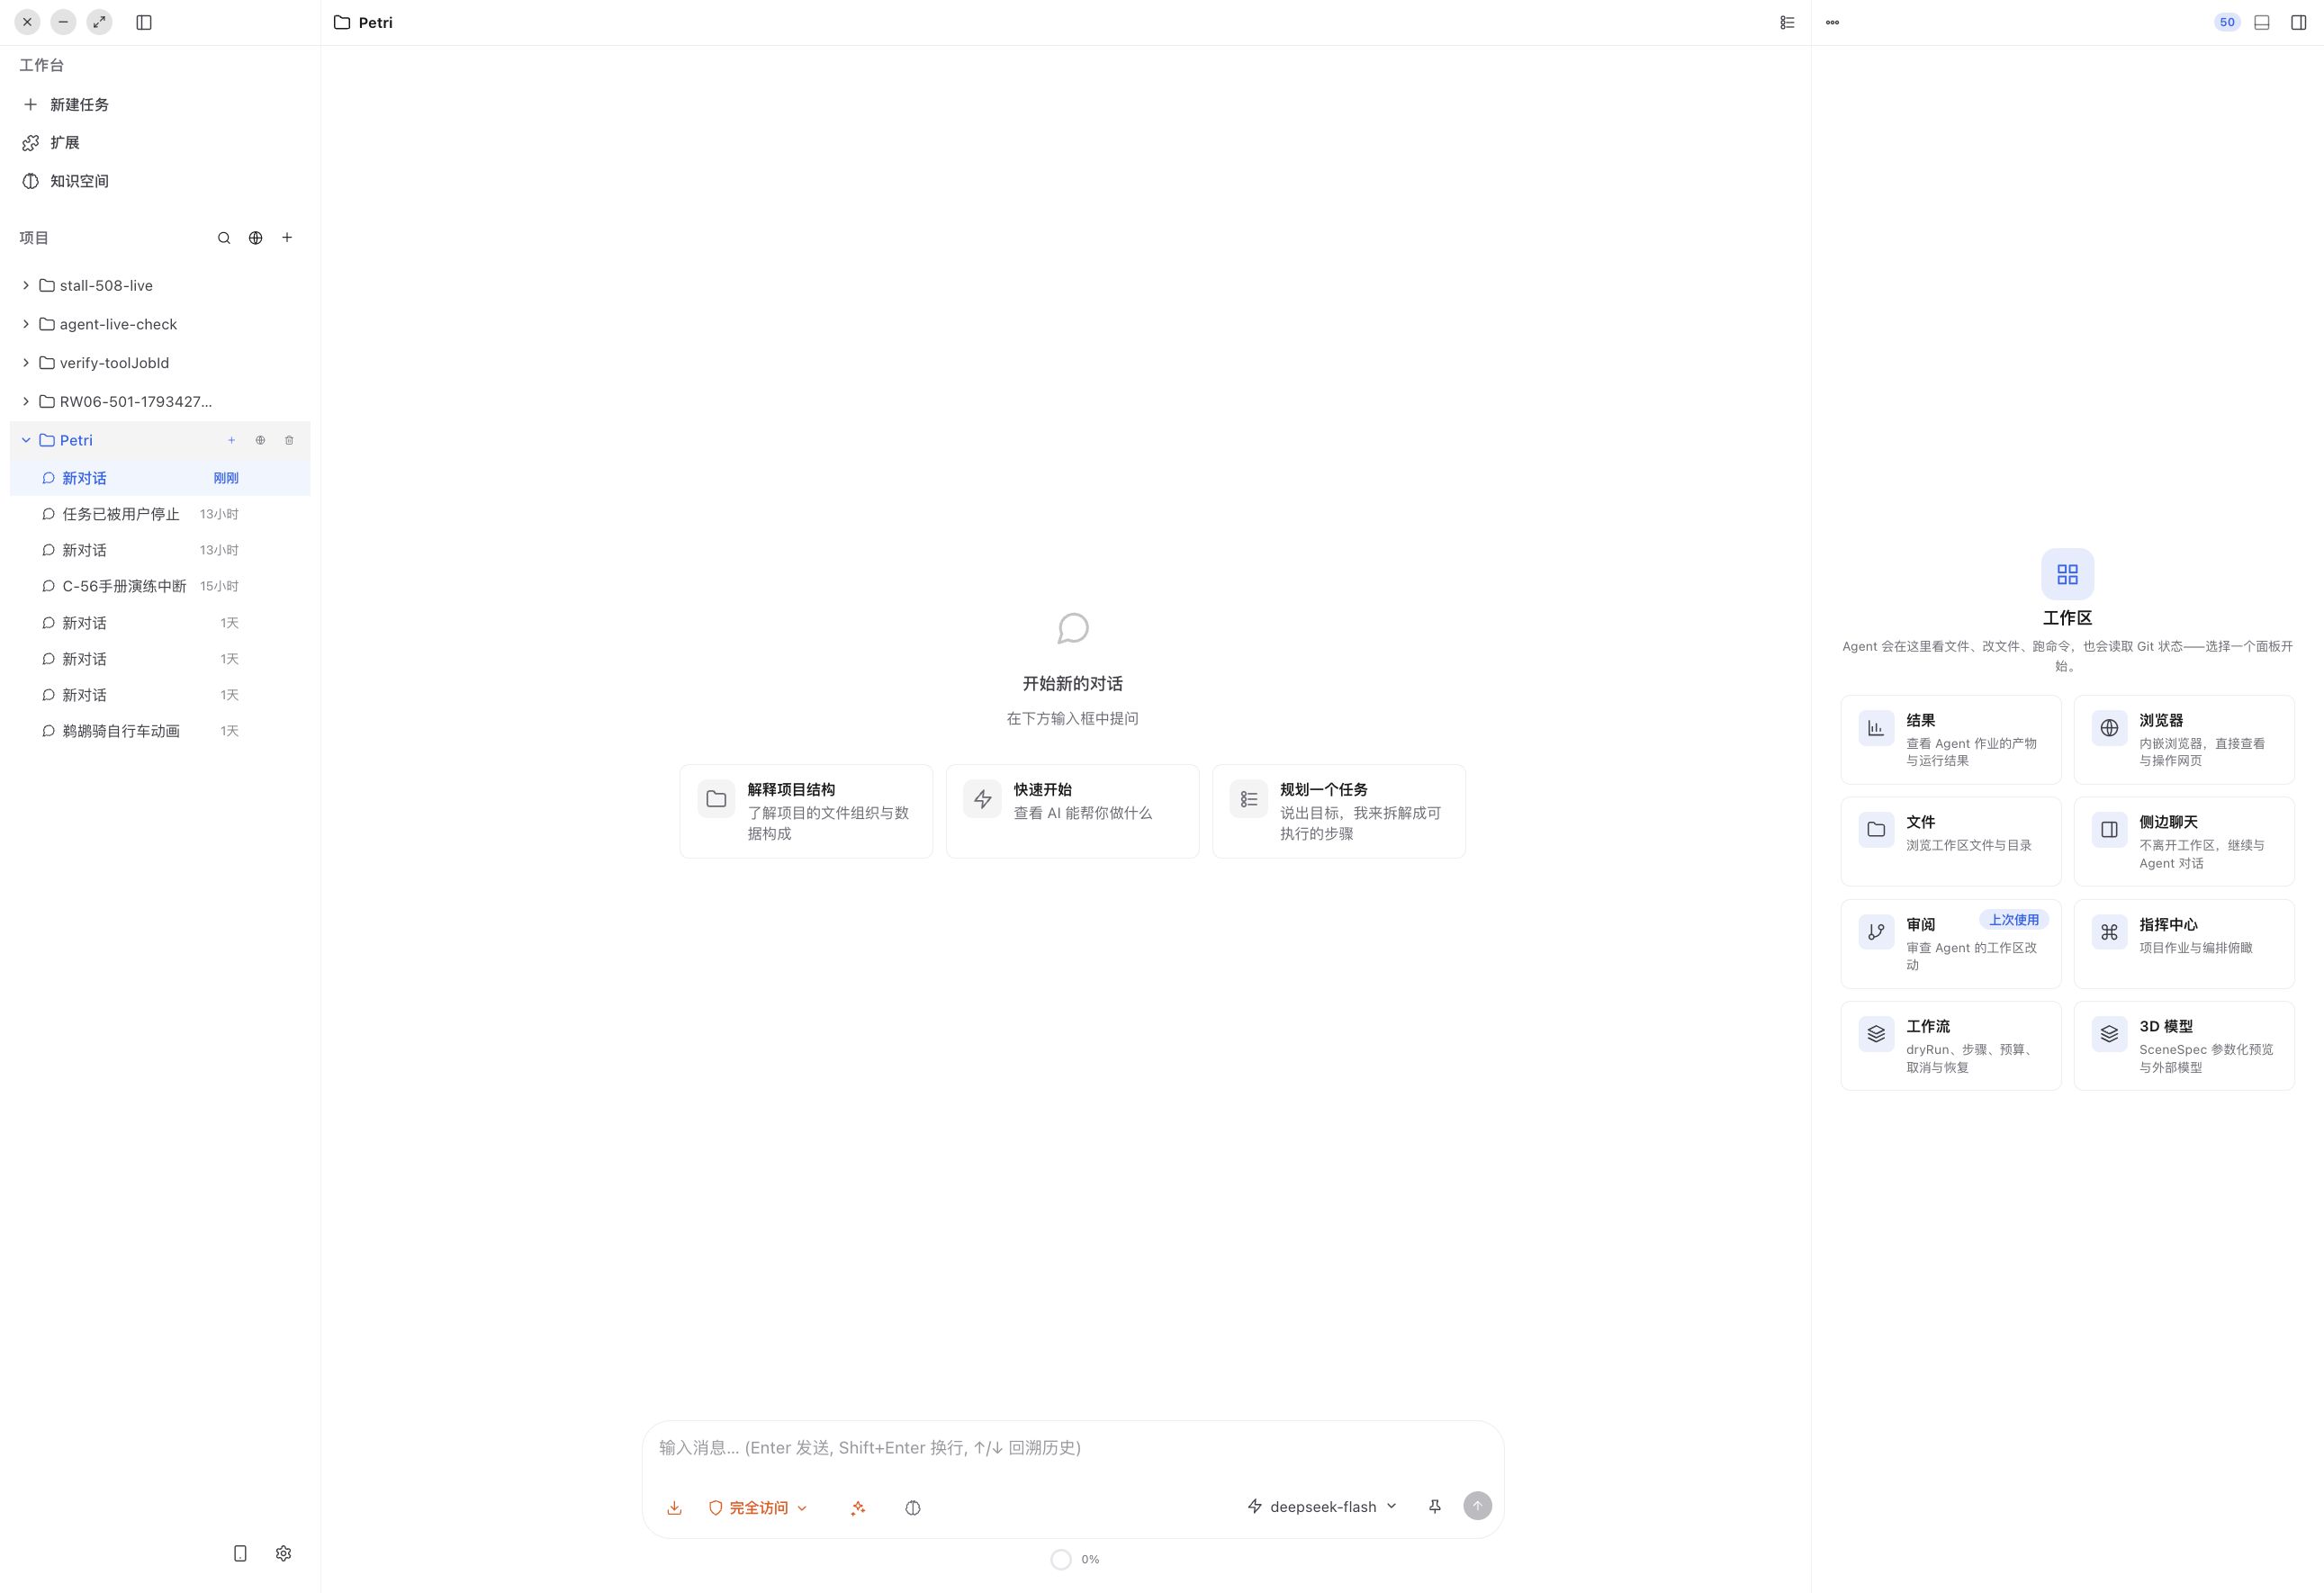 Petri
50
工作台
新建任务
扩展
知识空间
项目
stall-508-live
agent-live-check
verify-toolJobId
RW06-501-1793427...
Petri
新对话 刚刚
任务已被用户停止 13小时
新对话 13小时
C-56手册演练中断 15小时
新对话 1天
新对话 1天
新对话 1天
鹈鹕骑自行车动画 1天
开始新的对话
在下方输入框中提问
解释项目结构
了解项目的文件组织与数
据构成
快速开始
查看 AI 能帮你做什么
规划一个任务
说出目标，我来拆解成可
执行的步骤
输入消息... (Enter 发送, Shift+Enter 换行, ↑/↓ 回溯历史)
完全访问
deepseek-flash
0%
工作区
Agent 会在这里看文件、改文件、跑命令，也会读取 Git 状态——选择一个面板开
始。
结果
查看 Agent 作业的产物
与运行结果
浏览器
内嵌浏览器，直接查看
与操作网页
文件
浏览工作区文件与目录
侧边聊天
不离开工作区，继续与
Agent 对话
审阅 上次使用
审查 Agent 的工作区改
动
指挥中心
项目作业与编排俯瞰
工作流
dryRun、步骤、预算、
取消与恢复
3D 模型
SceneSpec 参数化预览
与外部模型